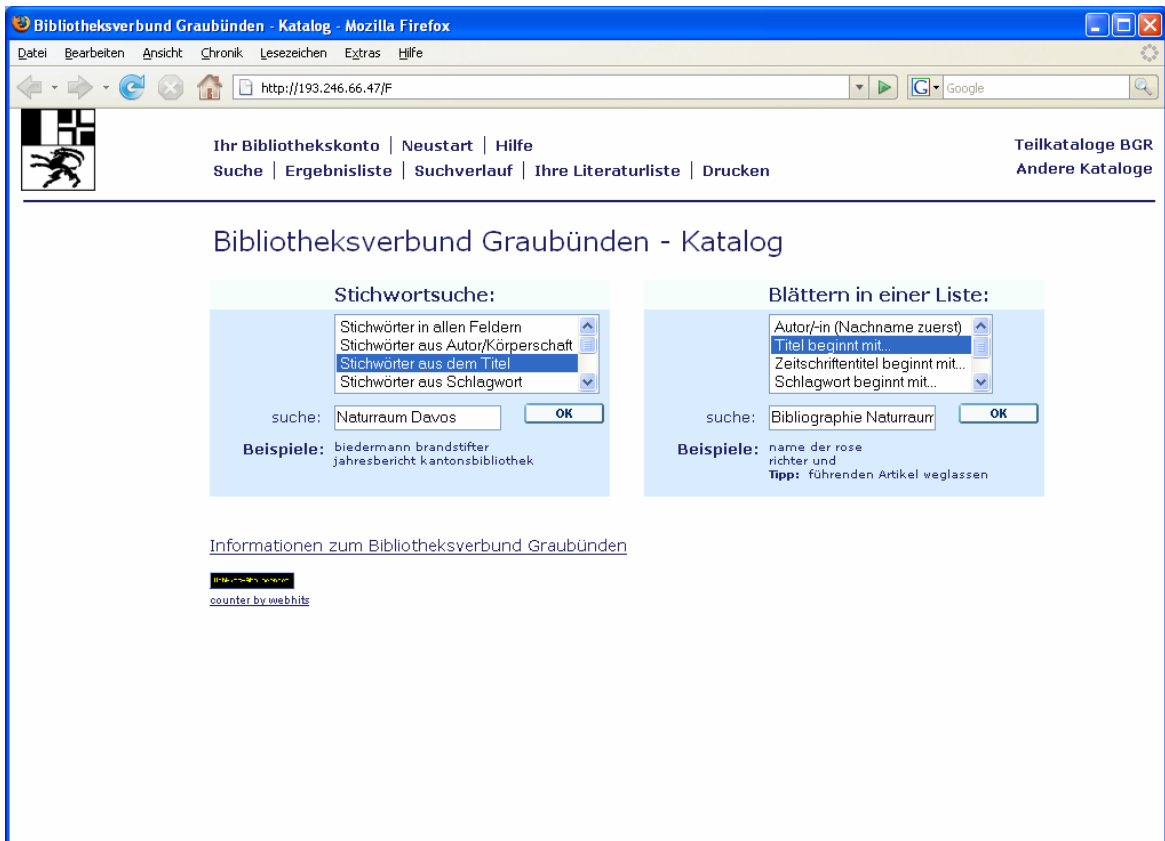 Bibliotheksverbund Graubünden - Katalog - Mozilla Firefox
Datei Bearbeiten Ansicht Chronik Lesezeichen Extras Hilfe
http://193.246.66.47/F
G Google
Ihr Bibliothekskonto | Neustart | Hilfe
Teilkataloge BGR
Suche | Ergebnisliste | Suchverlauf | Ihre Literaturliste | Drucken
Andere Kataloge
Bibliotheksverbund Graubünden - Katalog
Stichwortsuche:
Stichwörter in allen Feldern
Stichwörter aus Autor/Körperschaft
Stichwörter aus dem Titel
Stichwörter aus Schlagwort
suche: Naturraum Davos OK
Beispiele: biedermann brandstifter
jahresbericht kantonsbibliothek
Blättern in einer Liste:
Autor/-in (Nachname zuerst)
Titel beginnt mit...
Zeitschriftentitel beginnt mit...
Schlagwort beginnt mit...
suche: Bibliographie Naturraum OK
Beispiele: name der rose
richter und
Tipp: führenden Artikel weglassen
Informationen zum Bibliotheksverbund Graubünden
counter by webhits